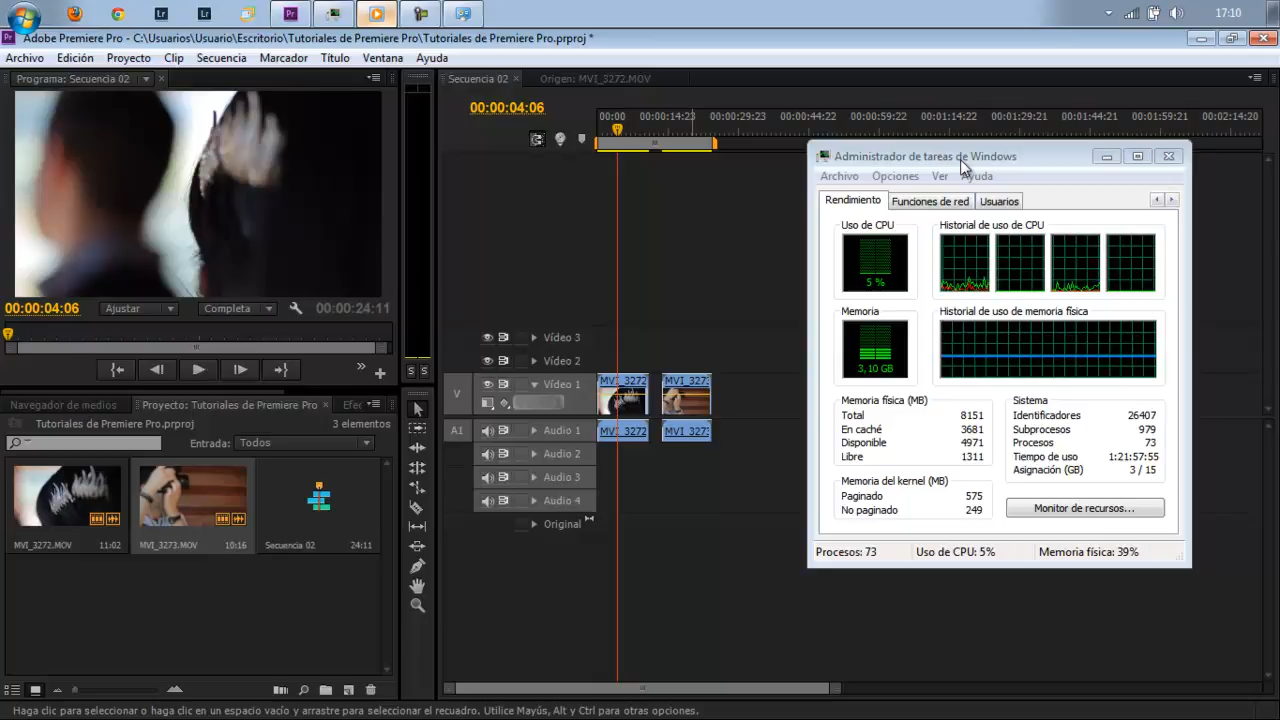 17:10
Adobe Premiere Pro - C:\Usuarios\Usuario\Escritorio\Tutoriales de Premiere Pro\Tutoriales de Premiere Pro.prproj *
Archivo Edición Proyecto Clip Secuencia Marcador Título Ventana Ayuda
Programa: Secuencia 02
00:00:04:06 Ajustar Completa 00:00:24:11
Navegador de medios Proyecto: Tutoriales de Premiere Pro Efec
Tutoriales de Premiere Pro.prproj 3 elementos
Entrada: Todos
MVI_3272.MOV 11:02 MVI_3273.MOV 10:16 Secuencia 02 24:11
Secuencia 02 Origen: MVI_3272.MOV
00:00:04:06
00:00 00:00:14:23 00:00:29:23 00:00:44:22 00:00:59:22 00:01:14:22 00:01:29:21 00:01:44:21 00:01:59:21 00:02:14:20
S S
Vídeo 3
Vídeo 2
V Vídeo 1 MVI_3272 MVI_3273
A1 Audio 1 MVI_3272 MVI_3273
Audio 2
Audio 3
Audio 4
Original
Administrador de tareas de Windows
Archivo Opciones Ver Ayuda
Rendimiento Funciones de red Usuarios
Uso de CPU Historial de uso de CPU
5 %
Memoria Historial de uso de memoria física
3,10 GB
Memoria física (MB)
Total 8151
En caché 3681
Disponible 4971
Libre 1311
Memoria del kernel (MB)
Paginado 575
No paginado 249
Sistema
Identificadores 26407
Subprocesos 979
Procesos 73
Tiempo de uso 1:21:57:55
Asignación (GB) 3 / 15
Monitor de recursos...
Procesos: 73 Uso de CPU: 5% Memoria física: 39%
Haga clic para seleccionar o haga clic en un espacio vacío y arrastre para seleccionar el recuadro. Utilice Mayús, Alt y Ctrl para otras opciones.